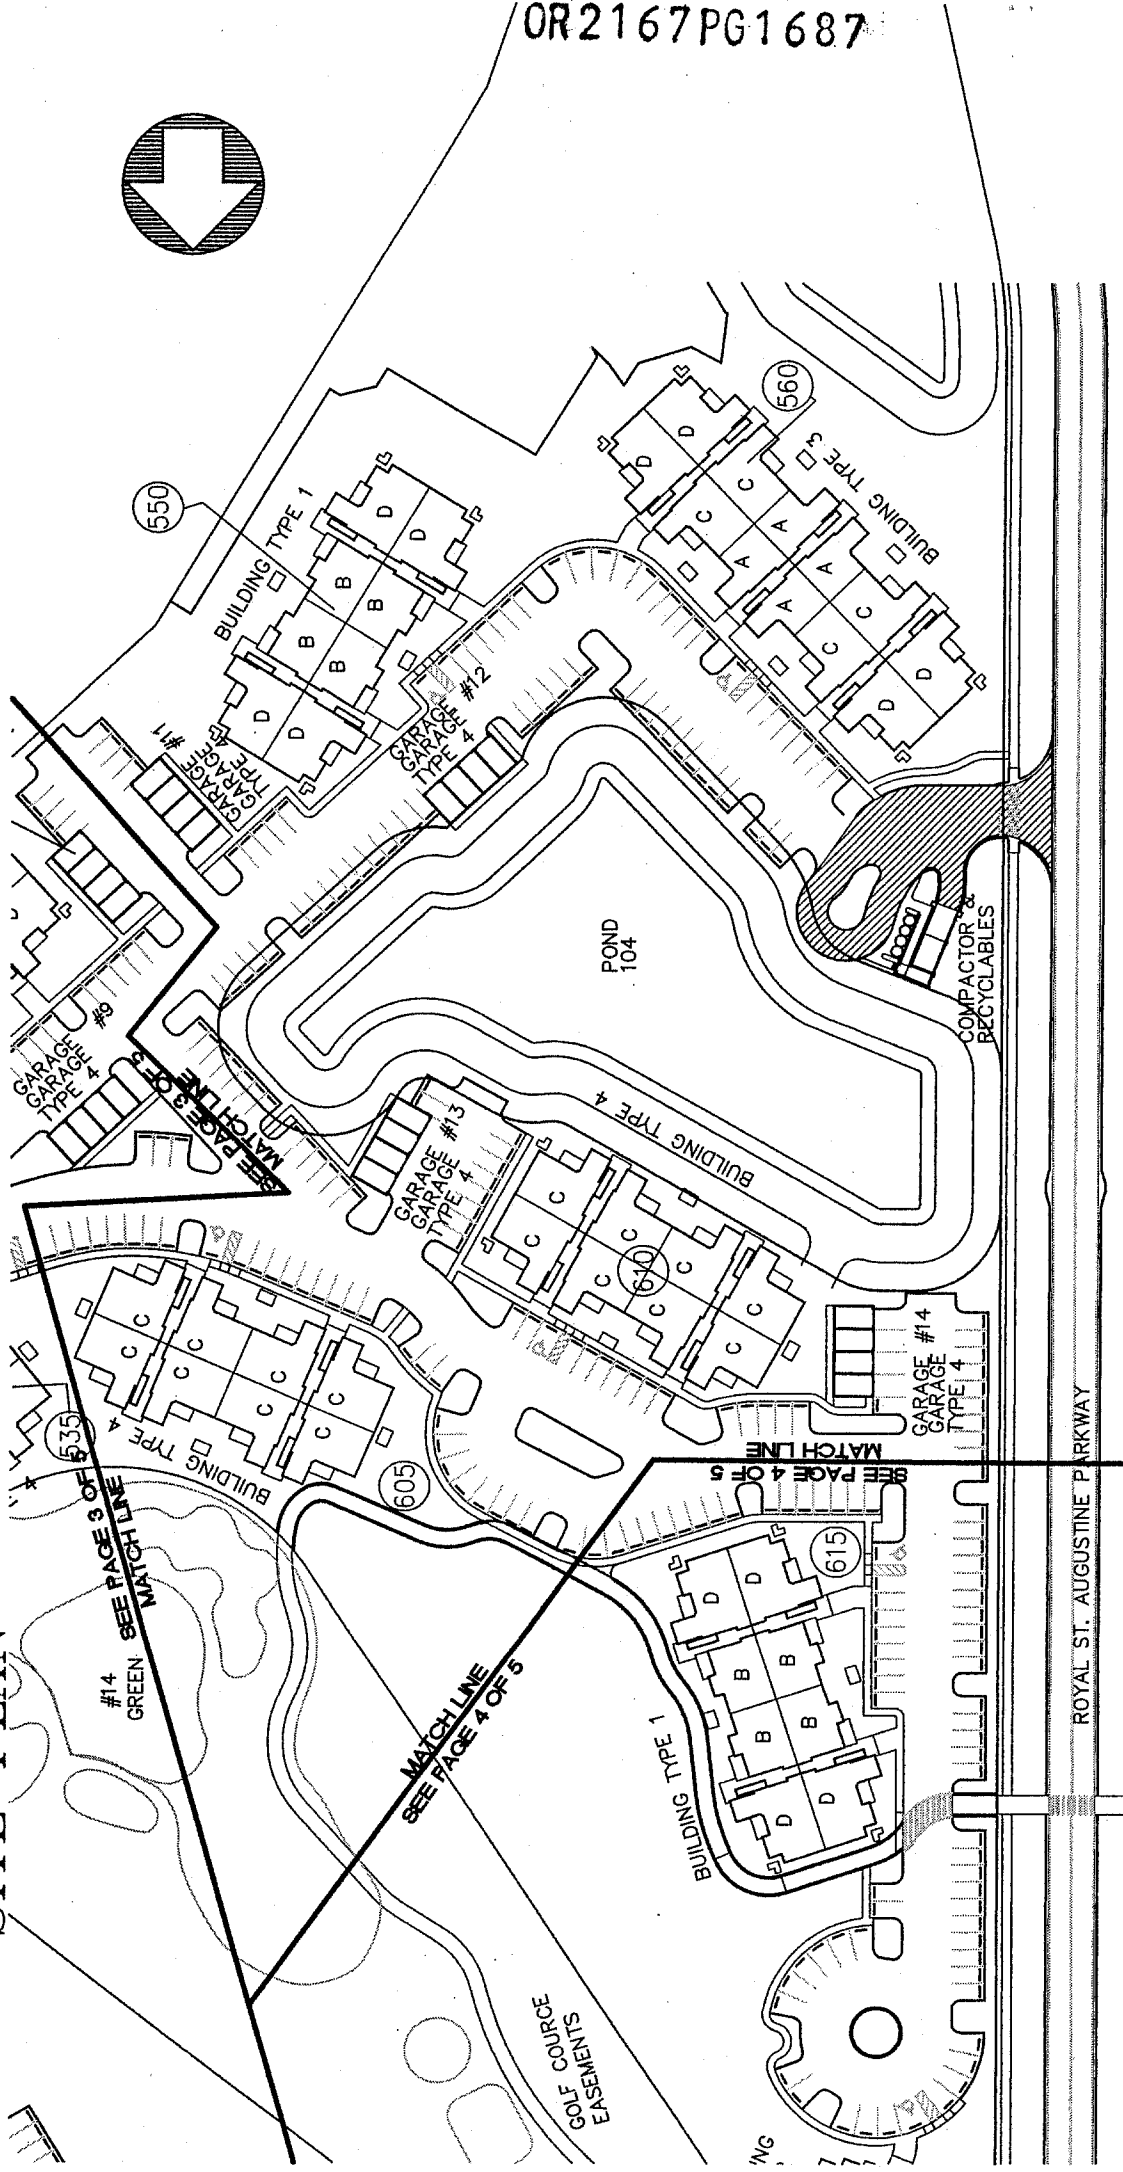 OR2167PG1687
550
BUILDING TYPE 1
D
D
B
B
B
B
D
D
560
BUILDING TYPE 3
D
D
C
C
A
A
A
A
C
C
D
D
BUILDING TYPE 3
#11
GARAGE
GARAGE
TYPE 4
#12
GARAGE
GARAGE
TYPE 4
#9
GARAGE
GARAGE
TYPE 4
SEE PAGE 3 OF 5
MATCH LINE
POND
104
COMPACTOR &
RECYCLABLES
#13
GARAGE
GARAGE
TYPE 4
BUILDING TYPE 4
C
C
C
C
610
C
C
C
C
#14
GARAGE
GARAGE
TYPE 4
C
C
C
C
C
C
C
C
BUILDING TYPE 4
535
605
SEE PAGE 3 OF 5
MATCH LINE
MATCH LINE
SEE PAGE 4 OF 5
#14
GREEN
MATCH LINE
SEE PAGE 4 OF 5
615
BUILDING TYPE 1
D
D
B
B
B
B
D
D
GOLF COURCE
EASEMENTS
ROYAL ST. AUGUSTINE PARKWAY